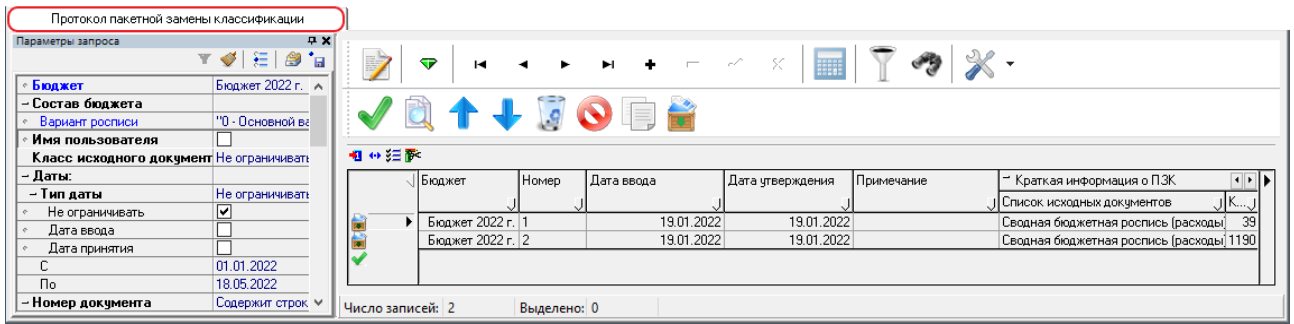 Протокол пакетной замены классификации
Параметры запроса
Бюджет Бюджет 2022 г.
Состав бюджета
Вариант росписи "0 - Основной ва
Имя пользователя
Класс исходного документ Не ограничивать
Даты:
Тип даты Не ограничивать
Не ограничивать
Дата ввода
Дата принятия
С 01.01.2022
По 18.05.2022
Номер документа Содержит строк
Бюджет Номер Дата ввода Дата утверждения Примечание Краткая информация о ПЗК
Список исходных документов К...
Бюджет 2022 г. 1 19.01.2022 19.01.2022 Сводная бюджетная роспись (расходы) 39
Бюджет 2022 г. 2 19.01.2022 19.01.2022 Сводная бюджетная роспись (расходы) 1190
Число записей: 2 Выделено: 0